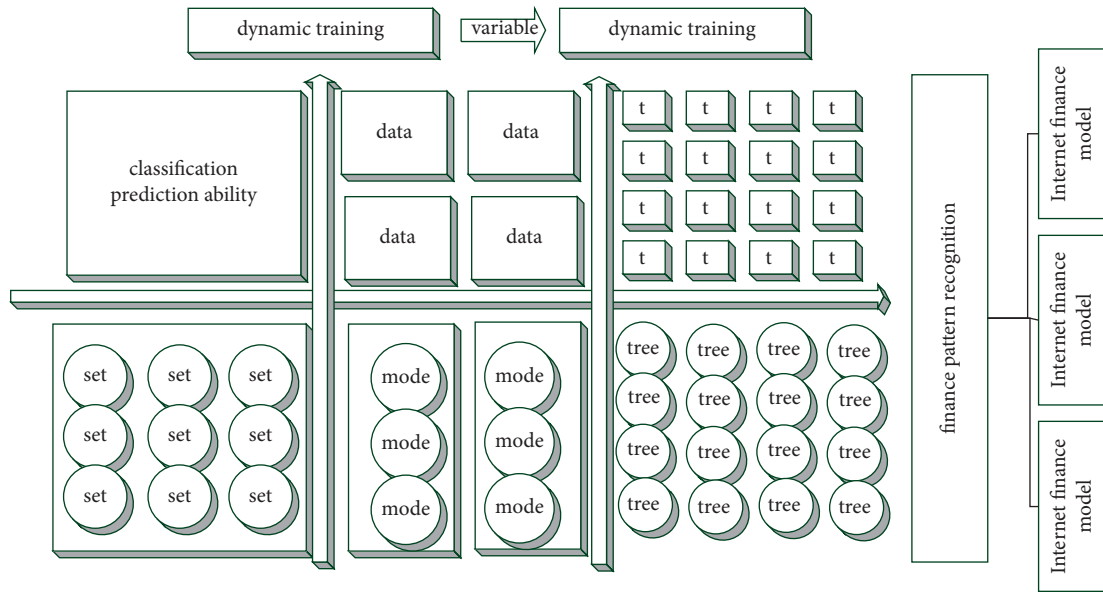 dynamic training
variable
dynamic training
classification
prediction ability
data
data
data
data
t t t t
t t t t
t t t t
t t t t
set set set
set set set
set set set
mode mode
mode mode
mode mode
tree tree tree tree
tree tree tree tree
tree tree tree tree
tree tree tree tree
finance pattern recognition
Internet finance
model
Internet finance
model
Internet finance
model